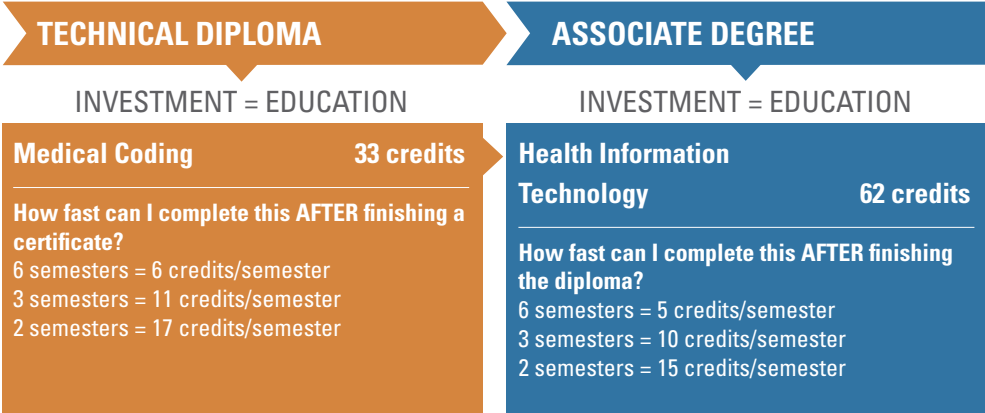 TECHNICAL DIPLOMA
INVESTMENT = EDUCATION
Medical Coding 33 credits
How fast can I complete this AFTER finishing a
certificate?
6 semesters = 6 credits/semester
3 semesters = 11 credits/semester
2 semesters = 17 credits/semester
ASSOCIATE DEGREE
INVESTMENT = EDUCATION
Health Information
Technology 62 credits
How fast can I complete this AFTER finishing
the diploma?
6 semesters = 5 credits/semester
3 semesters = 10 credits/semester
2 semesters = 15 credits/semester